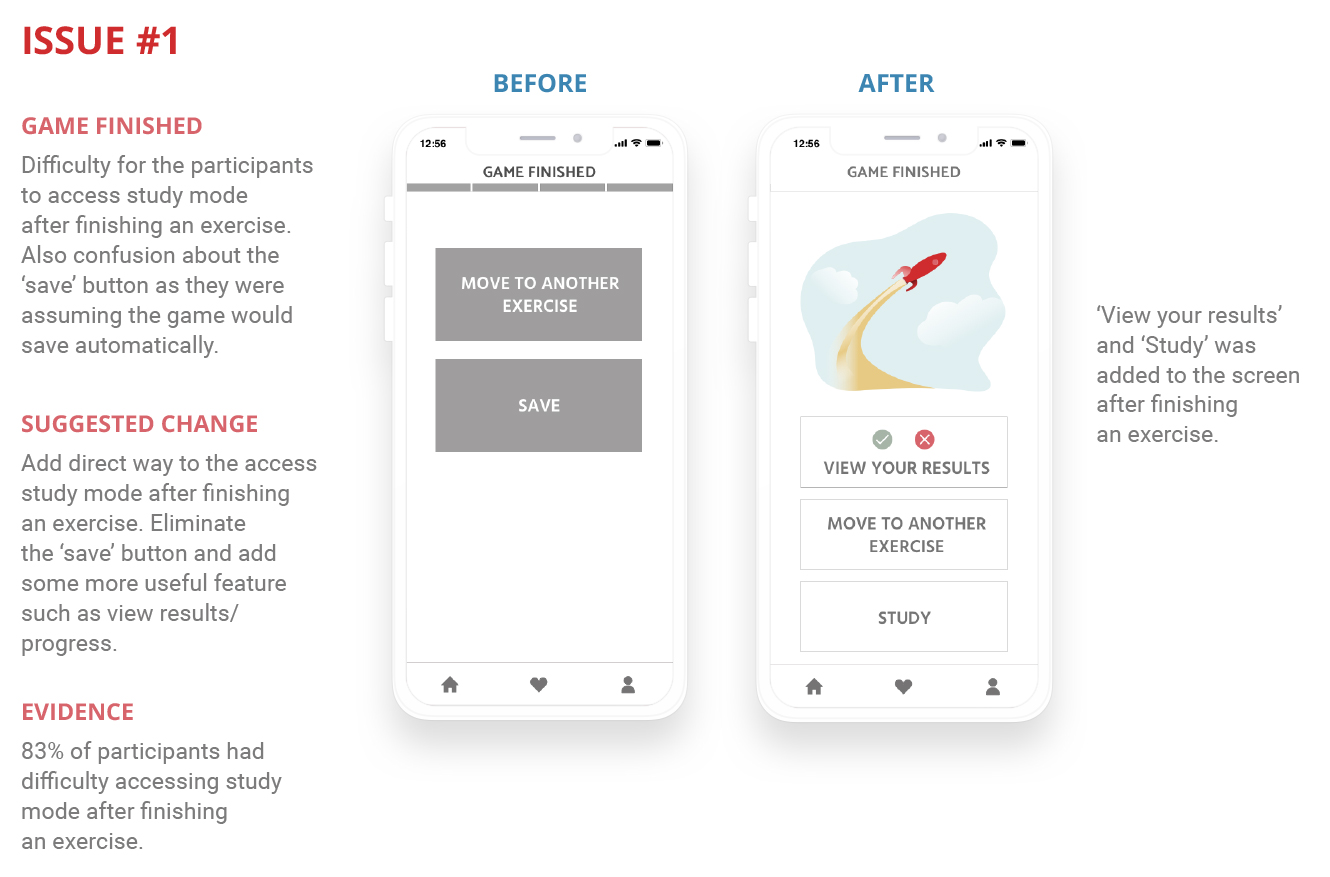 ISSUE #1
GAME FINISHED
Difficulty for the participants
to access study mode
after finishing an exercise.
Also confusion about the
‘save’ button as they were
assuming the game would
save automatically.
SUGGESTED CHANGE
Add direct way to the access
study mode after finishing
an exercise. Eliminate
the ‘save’ button and add
some more useful feature
such as view results/
progress.
EVIDENCE
83% of participants had
difficulty accessing study
mode after finishing
an exercise.
BEFORE
12:56
GAME FINISHED
MOVE TO ANOTHER
EXERCISE
SAVE
AFTER
12:56
GAME FINISHED
VIEW YOUR RESULTS
MOVE TO ANOTHER
EXERCISE
STUDY
‘View your results’
and ‘Study’ was
added to the screen
after finishing
an exercise.